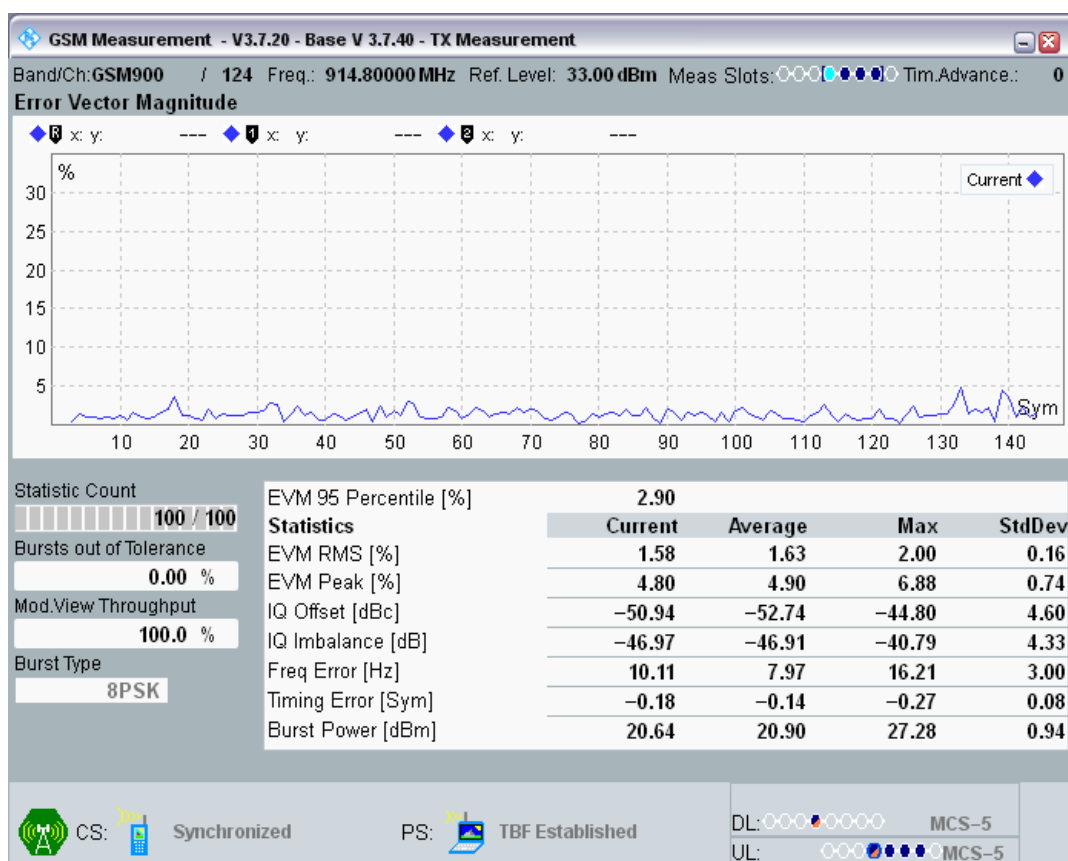 GSM Measurement - V3.7.20 - Base V 3.7.40 - TX Measurement
Band/Ch:GSM900 / 124 Freq.: 914.80000 MHz Ref. Level: 33.00 dBm Meas Slots: Tim.Advance.: 0
Error Vector Magnitude
R x: y: --- 1 x: y: --- 2 x: y: ---
%
Current
30
25
20
15
10
5
Sym
10 20 30 40 50 60 70 80 90 100 110 120 130 140
Statistic Count
100 / 100
Bursts out of Tolerance
0.00 %
Mod.View Throughput
100.0 %
Burst Type
8PSK
EVM 95 Percentile [%] 2.90
Statistics Current Average Max StdDev
EVM RMS [%] 1.58 1.63 2.00 0.16
EVM Peak [%] 4.80 4.90 6.88 0.74
IQ Offset [dBc] −50.94 −52.74 −44.80 4.60
IQ Imbalance [dB] −46.97 −46.91 −40.79 4.33
Freq Error [Hz] 10.11 7.97 16.21 3.00
Timing Error [Sym] −0.18 −0.14 −0.27 0.08
Burst Power [dBm] 20.64 20.90 27.28 0.94
CS: Synchronized PS: TBF Established
DL: MCS−5
UL: MCS−5